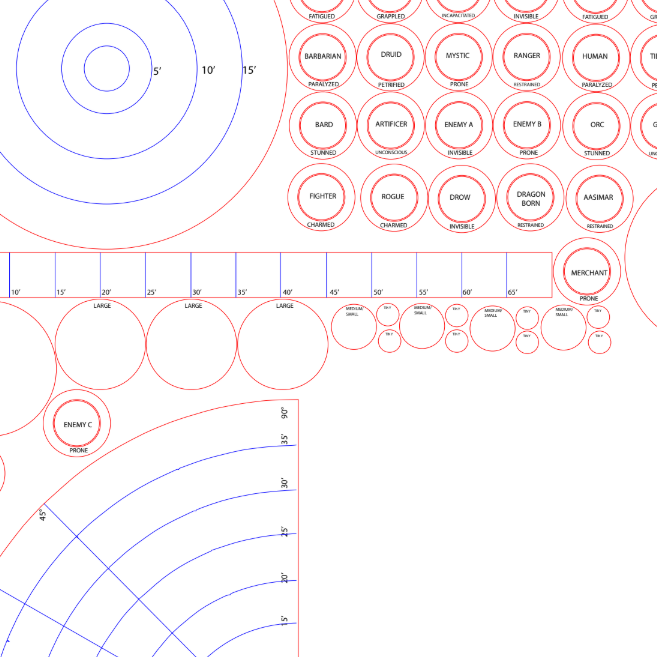 FATIGUED
GRAPPLED
INCAPACITATED
INVISIBLE
FATIGUED
5’
10’
15’
BARBARIAN
PARALYZED
DRUID
PETRIFIED
MYSTIC
PRONE
RANGER
RESTRAINED
HUMAN
PARALYZED
BARD
STUNNED
ARTIFICER
UNCONSCIOUS
ENEMY A
INVISIBLE
ENEMY B
PRONE
ORC
STUNNED
FIGHTER
CHARMED
ROGUE
CHARMED
DROW
INVISIBLE
DRAGON
BORN
RESTRAINED
AASIMAR
RESTRAINED
MERCHANT
PRONE
10’
15’
20’
25’
30’
35’
40’
45’
50’
55’
60’
65’
LARGE
LARGE
LARGE
MEDIUM/
SMALL
TINY
TINY
MEDIUM/
SMALL
TINY
TINY
MEDIUM/
SMALL
TINY
TINY
MEDIUM/
SMALL
TINY
TINY
ENEMY C
PRONE
90°
35’
30’
45°
25’
20’
15’